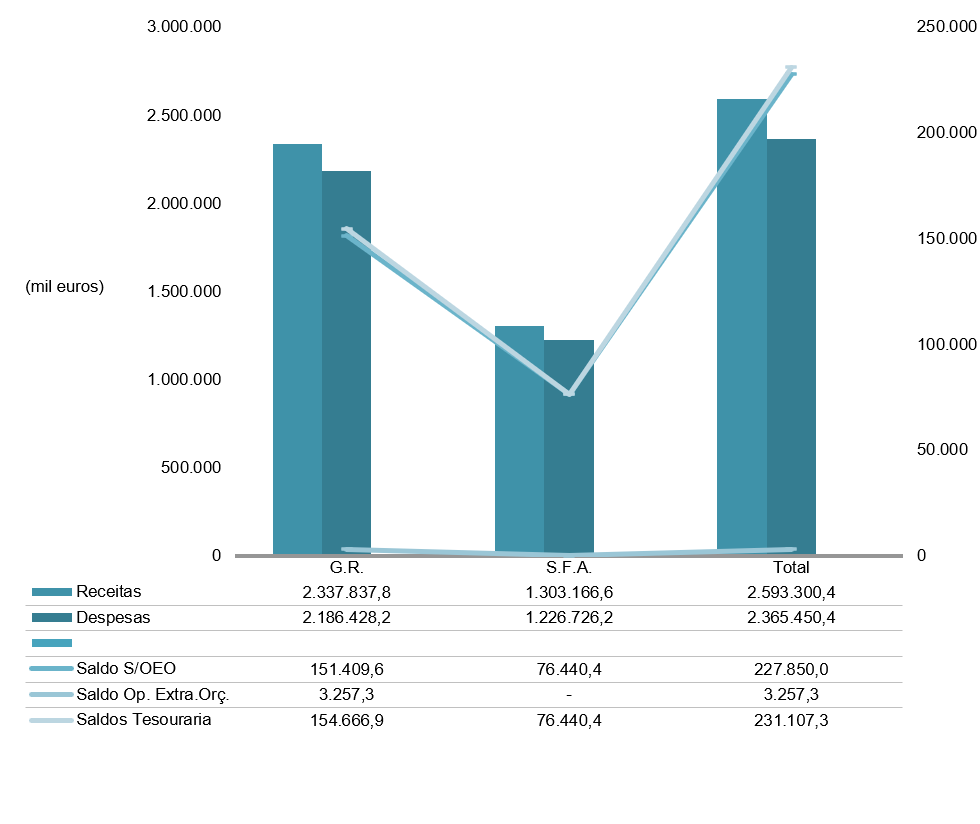 3.000.000 250.000
2.500.000 200.000
2.000.000 150.000
(mil euros)
1.500.000 100.000
1.000.000 50.000
500.000
0 0
G.R. S.F.A. Total
Receitas 2.337.837,8 1.303.166,6 2.593.300,4
Despesas 2.186.428,2 1.226.726,2 2.365.450,4
Saldo S/OEO 151.409,6 76.440,4 227.850,0
Saldo Op. Extra.Orç. 3.257,3 - 3.257,3
Saldos Tesouraria 154.666,9 76.440,4 231.107,3